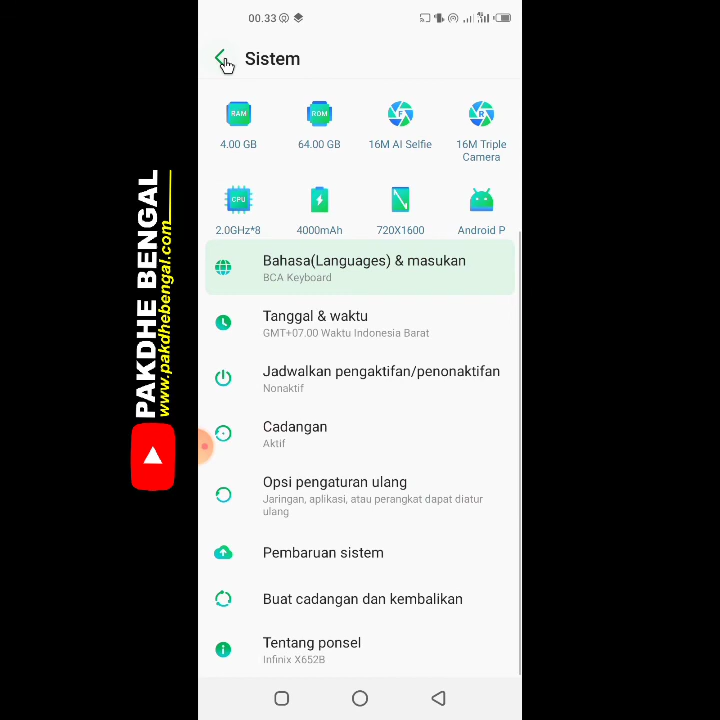 00.33
Sistem
RAM
ROM
F
R
4.00 GB
64.00 GB
16M AI Selfie
16M Triple
Camera
CPU
2.0GHz*8
4000mAh
720X1600
Android P
Bahasa(Languages) & masukan
BCA Keyboard
Tanggal & waktu
GMT+07.00 Waktu Indonesia Barat
Jadwalkan pengaktifan/penonaktifan
Nonaktif
Cadangan
Aktif
Opsi pengaturan ulang
Jaringan, aplikasi, atau perangkat dapat diatur
ulang
Pembaruan sistem
Buat cadangan dan kembalikan
Tentang ponsel
Infinix X652B
PAKDHE BENGAL
www.pakdhebengal.com